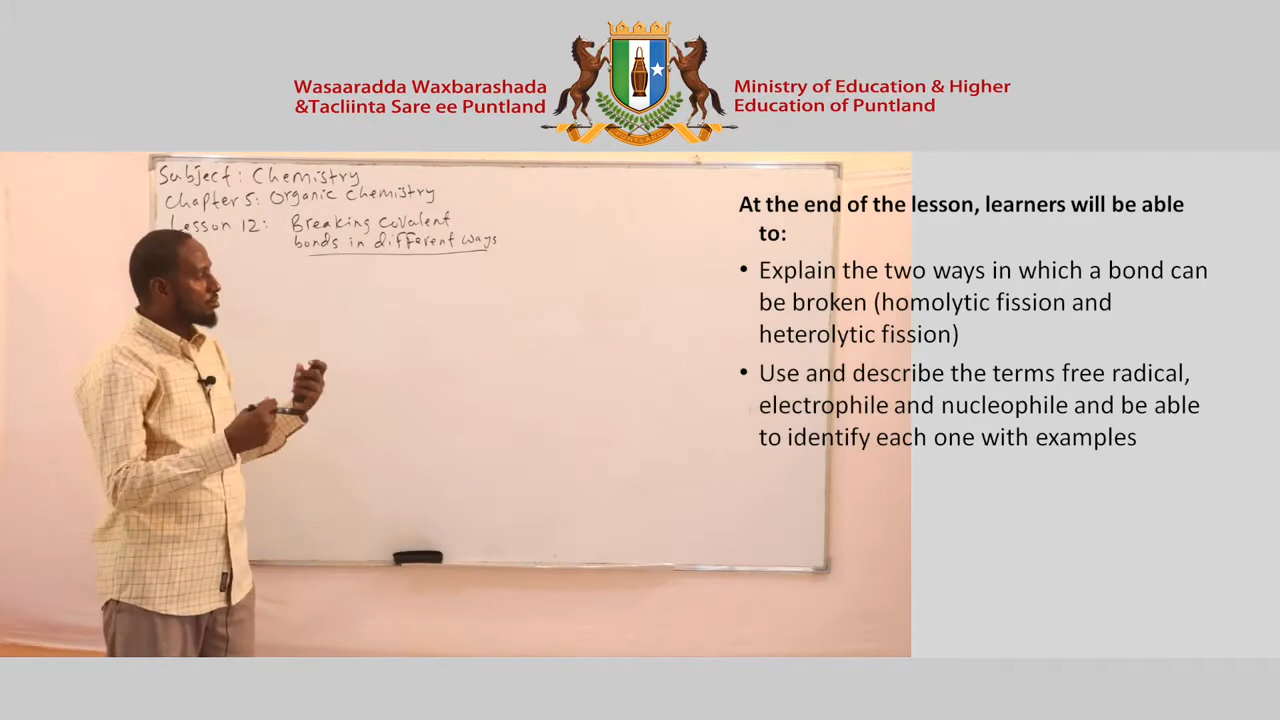 Wasaaradda Waxbarashada
&Tacliinta Sare ee Puntland
Ministry of Education & Higher
Education of Puntland
PUNTLAND
Subject: Chemistry
Chapter 5: Organic Chemistry
Lesson 12: Breaking Covalent
bonds in different ways
At the end of the lesson, learners will be able
to:
• Explain the two ways in which a bond can
be broken (homolytic fission and
heterolytic fission)
• Use and describe the terms free radical,
electrophile and nucleophile and be able
to identify each one with examples